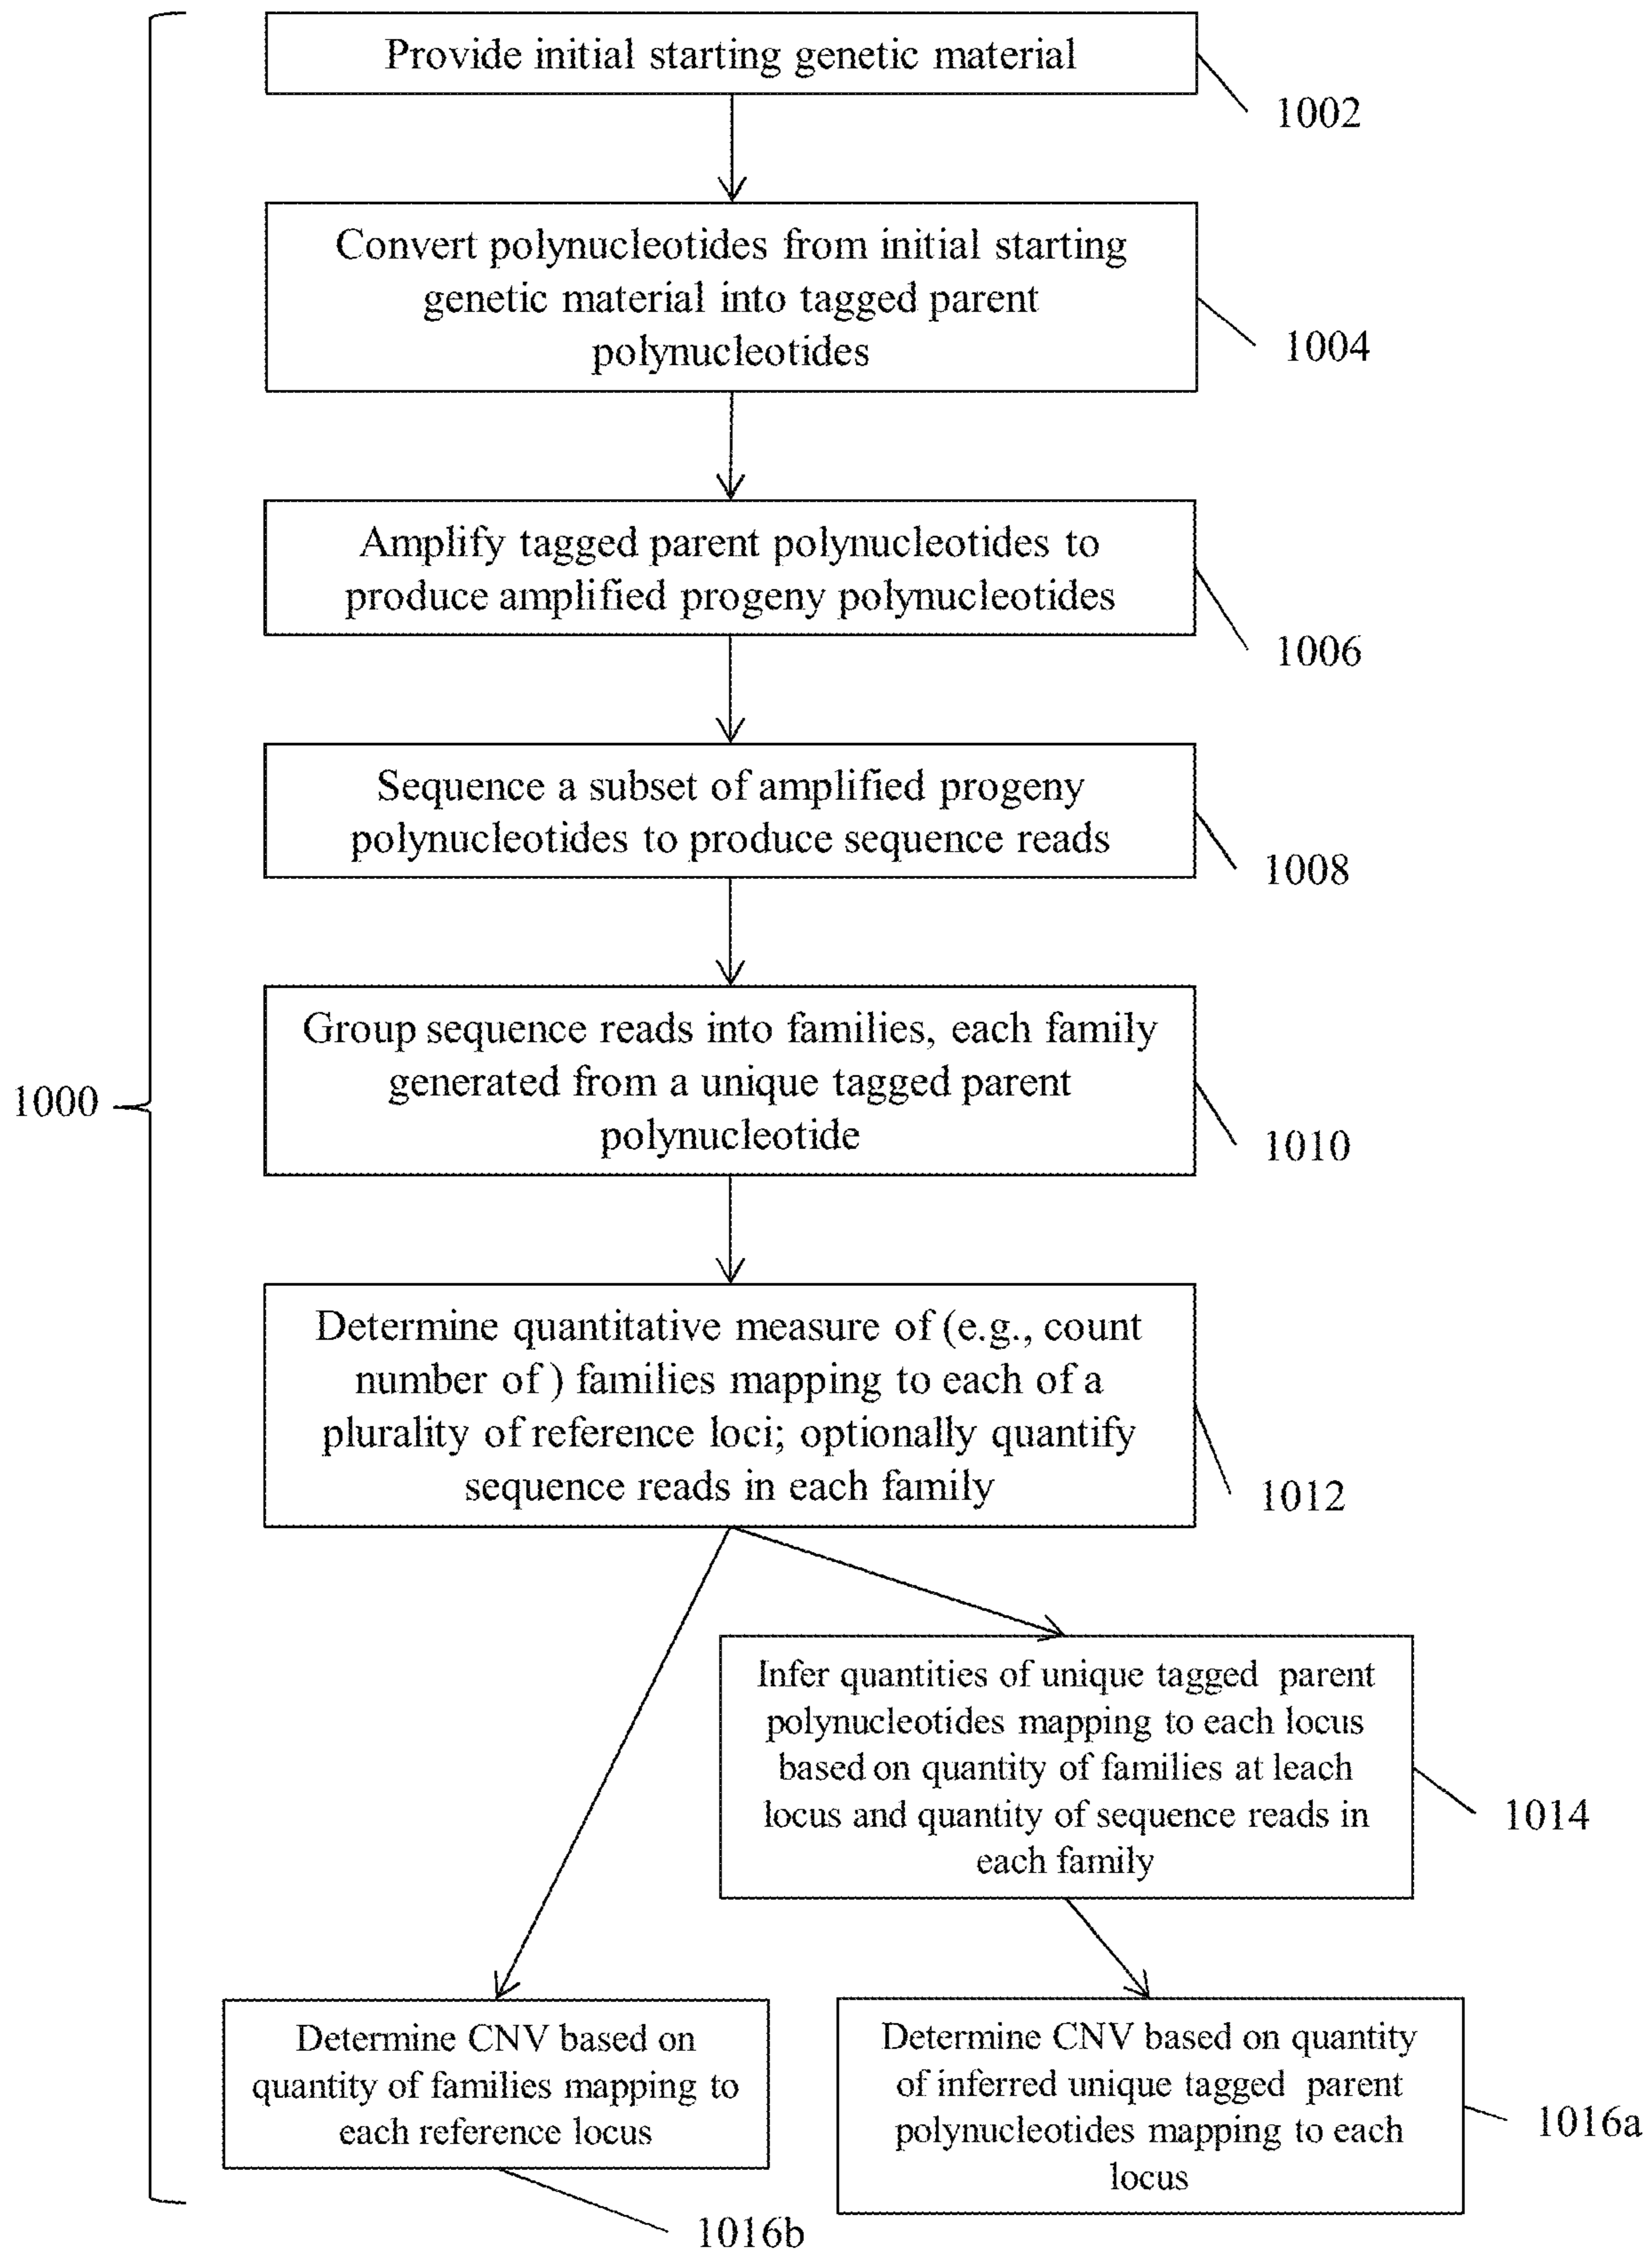 Provide initial starting genetic material
1002
Convert polynucleotides from initial starting
genetic material into tagged parent
polynucleotides
1004
Amplify tagged parent polynucleotides to
produce amplified progeny polynucleotides
1006
Sequence a subset of amplified progeny
polynucleotides to produce sequence reads
1008
Group sequence reads into families, each family
generated from a unique tagged parent
polynucleotide
1000
1010
Determine quantitative measure of (e.g., count
number of ) families mapping to each of a
plurality of reference loci; optionally quantify
sequence reads in each family
1012
Infer quantities of unique tagged parent
polynucleotides mapping to each locus
based on quantity of families at leach
locus and quantity of sequence reads in
each family
1014
Determine CNV based on
quantity of families mapping to
each reference locus
1016b
Determine CNV based on quantity
of inferred unique tagged parent
polynucleotides mapping to each
locus
1016a